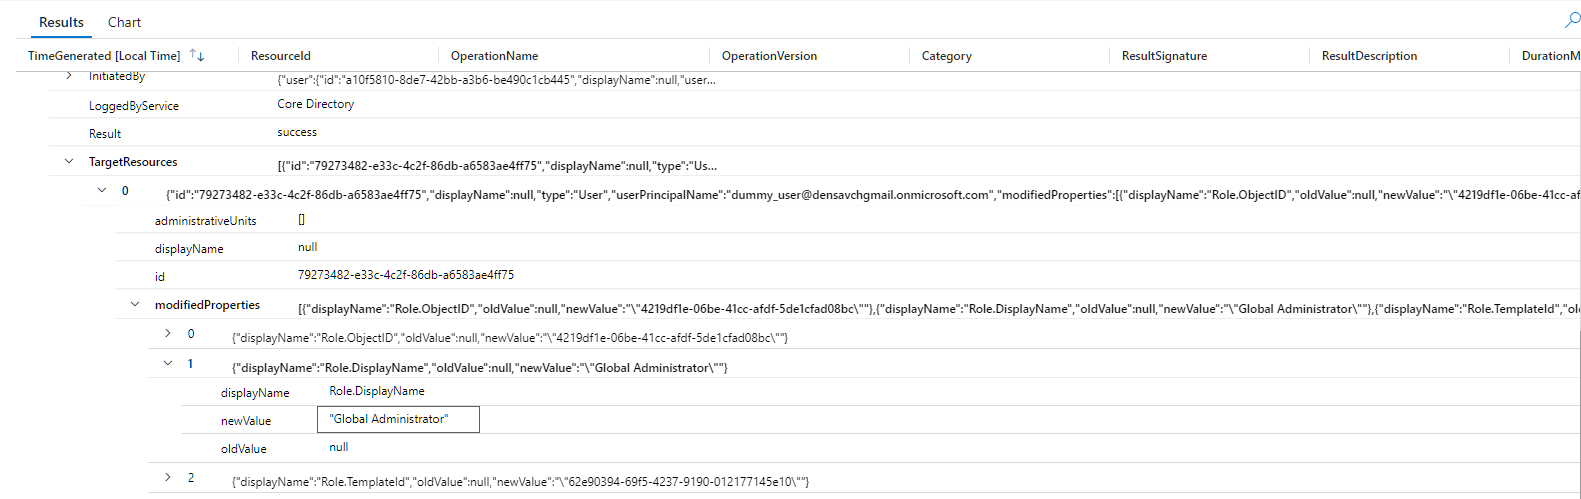 Results Chart
TimeGenerated [Local Time] ResourceId OperationName OperationVersion Category ResultSignature ResultDescription DurationM
InitiatedBy {"user":{"id":"a10f5810-8de7-42bb-a3b6-be490c1cb445","displayName":null,"user...
LoggedByService Core Directory
Result success
TargetResources [{"id":"79273482-e33c-4c2f-86db-a6583ae4ff75","displayName":null,"type":"Us...
0 {"id":"79273482-e33c-4c2f-86db-a6583ae4ff75","displayName":null,"type":"User","userPrincipalName":"dummy_user@densavchgmail.onmicrosoft.com","modifiedProperties":[{"displayName":"Role.ObjectID","oldValue":null,"newValue":"\"4219df1e-06be-41cc-af
administrativeUnits []
displayName null
id 79273482-e33c-4c2f-86db-a6583ae4ff75
modifiedProperties [{"displayName":"Role.ObjectID","oldValue":null,"newValue":"\"4219df1e-06be-41cc-afdf-5de1cfad08bc\""},{"displayName":"Role.DisplayName","oldValue":null,"newValue":"\"Global Administrator\""},{"displayName":"Role.TemplateId","ol
0 {"displayName":"Role.ObjectID","oldValue":null,"newValue":"\"4219df1e-06be-41cc-afdf-5de1cfad08bc\""}
1 {"displayName":"Role.DisplayName","oldValue":null,"newValue":"\"Global Administrator\""}
displayName Role.DisplayName
newValue "Global Administrator"
oldValue null
2 {"displayName":"Role.TemplateId","oldValue":null,"newValue":"\"62e90394-69f5-4237-9190-012177145e10\""}